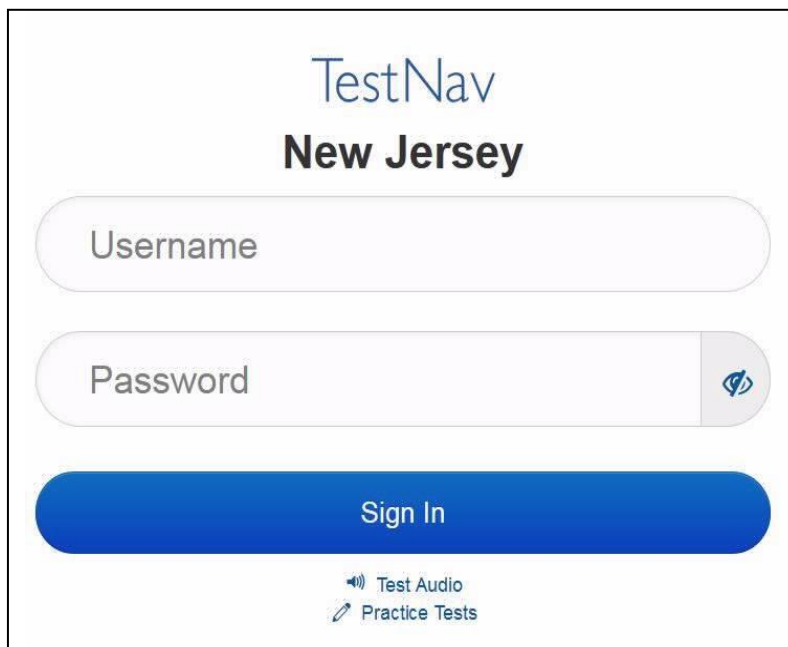 TestNav
New Jersey
Username
Password
Sign In
Test Audio
Practice Tests